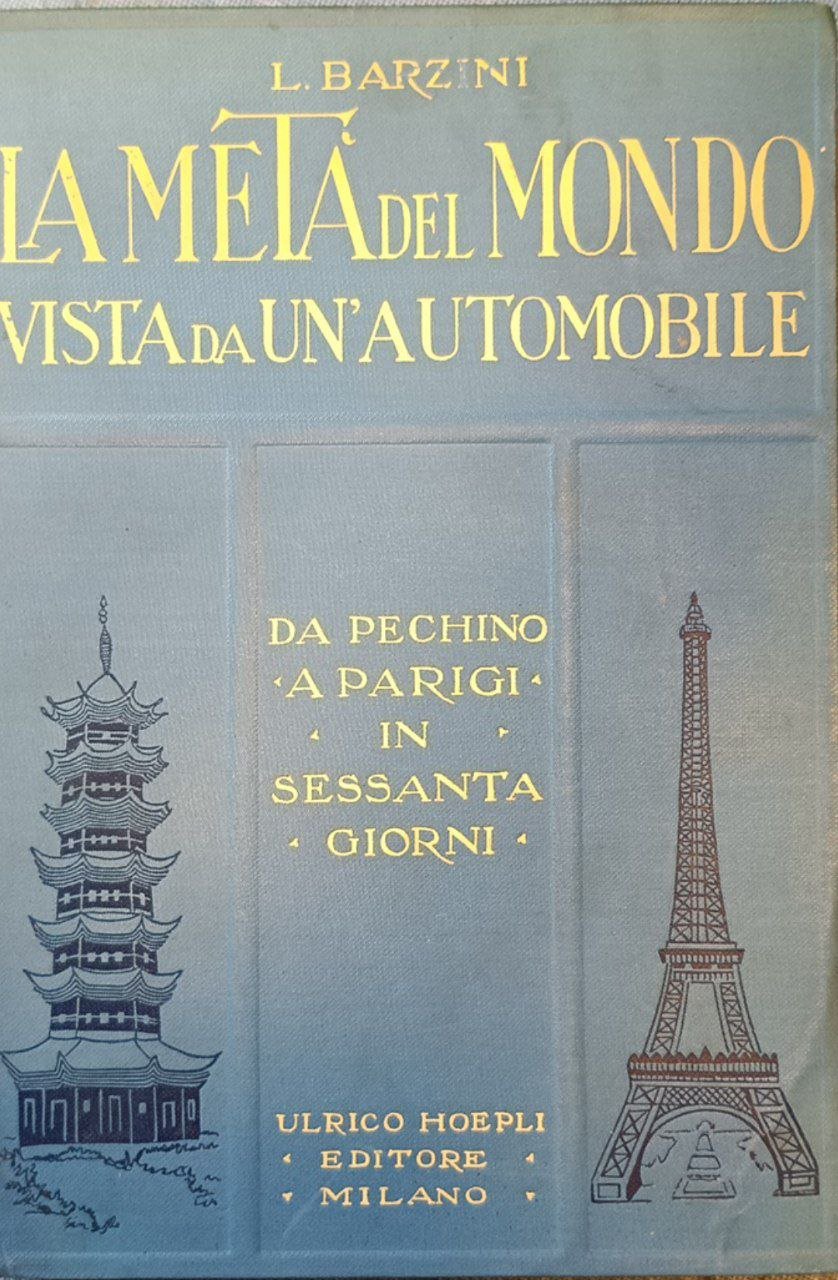 L. BARZINI
LA METÀ DEL MONDO
VISTA DA UN'AUTOMOBILE
DA PECHINO
A PARIGI
IN
SESSANTA
GIORNI
ULRICO HOEPLI
EDITORE
MILANO